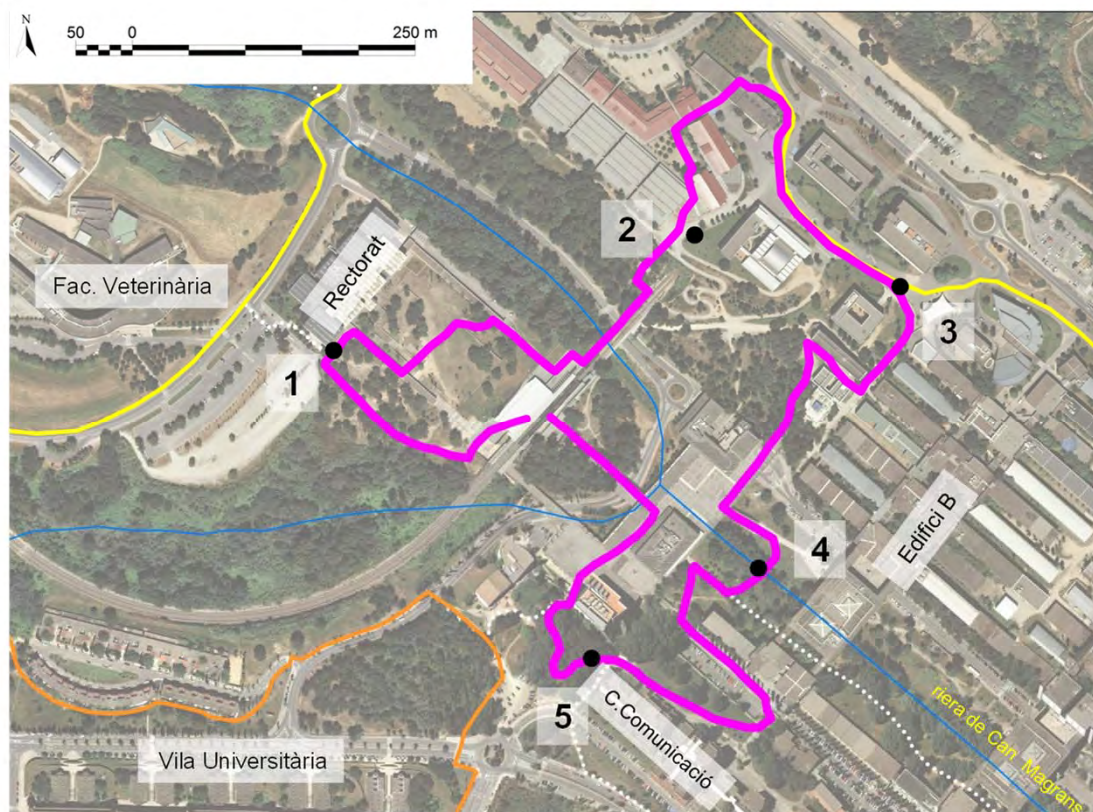 N
50 0 250 m
2
Rectorat
Fac. Veterinària
3
1
Edifici B
4
riera de Can Magrans
5
C.Comunicació
Vila Universitària